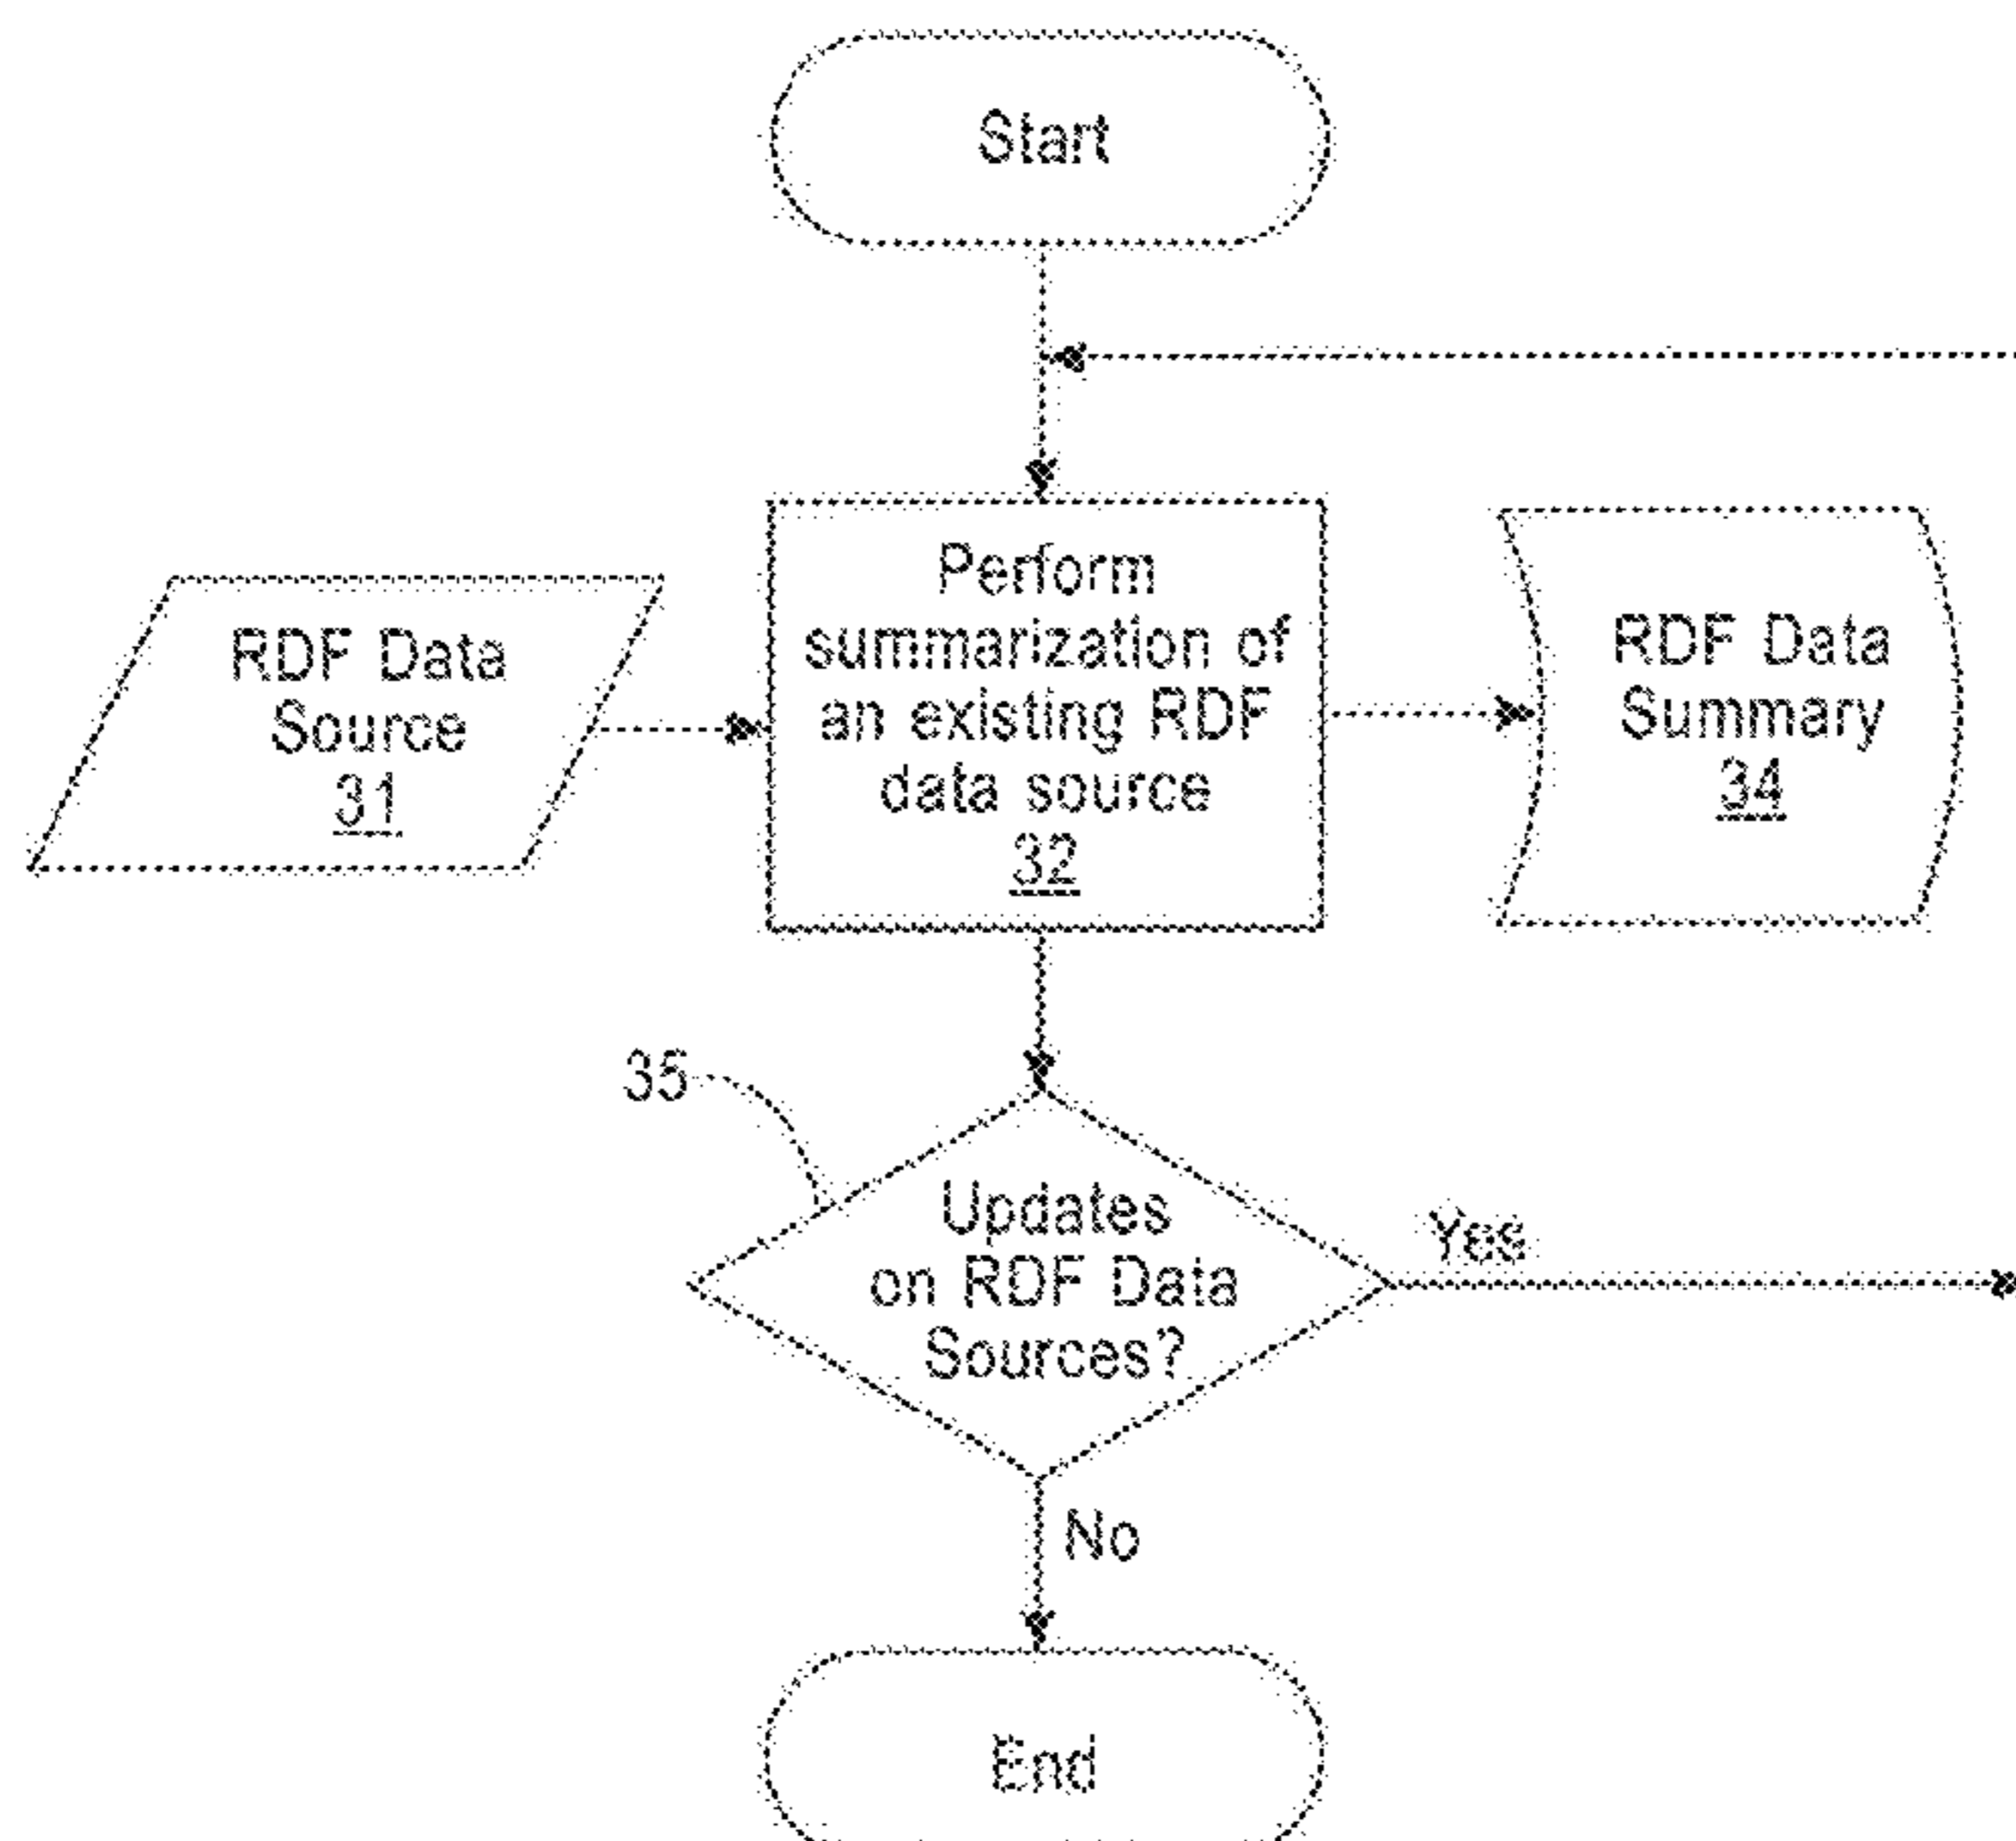 Start
RDF Data
Source
31
Perform
summarization of
an existing RDF
data source
32
RDF Data
Summary
34
35
Updates
on RDF Data
Sources?
Yes
No
End